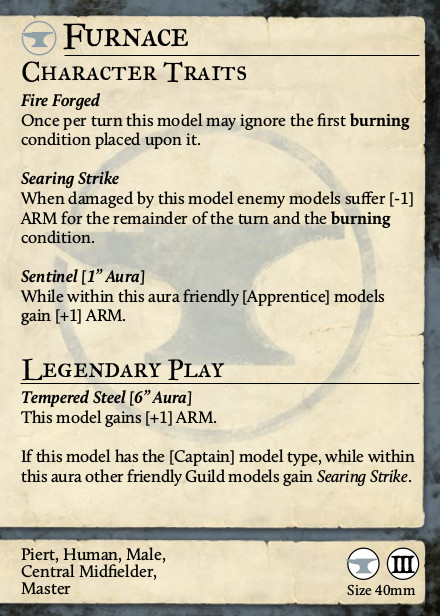 Furnace
Character Traits
Fire Forged
Once per turn this model may ignore the first burning
condition placed upon it.
Searing Strike
When damaged by this model enemy models suffer [-1]
ARM for the remainder of the turn and the burning
condition.
Sentinel [1” Aura]
While within this aura friendly [Apprentice] models
gain [+1] ARM.
Legendary Play
Tempered Steel [6” Aura]
This model gains [+1] ARM.
If this model has the [Captain] model type, while within
this aura other friendly Guild models gain Searing Strike.
Piert, Human, Male,
Central Midfielder,
Master
III
Size 40mm